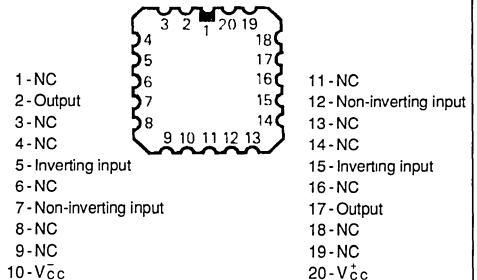 3 2 1 20 19
4 18
5 17
6 16
7 15
8 14
9 10 11 12 13
1 - NC
2 - Output
3 - NC
4 - NC
5 - Inverting input
6 - NC
7 - Non-inverting input
8 - NC
9 - NC
10 - V⁻cc
11 - NC
12 - Non-inverting input
13 - NC
14 - NC
15 - Inverting input
16 - NC
17 - Output
18 - NC
19 - NC
20 - V⁺cc